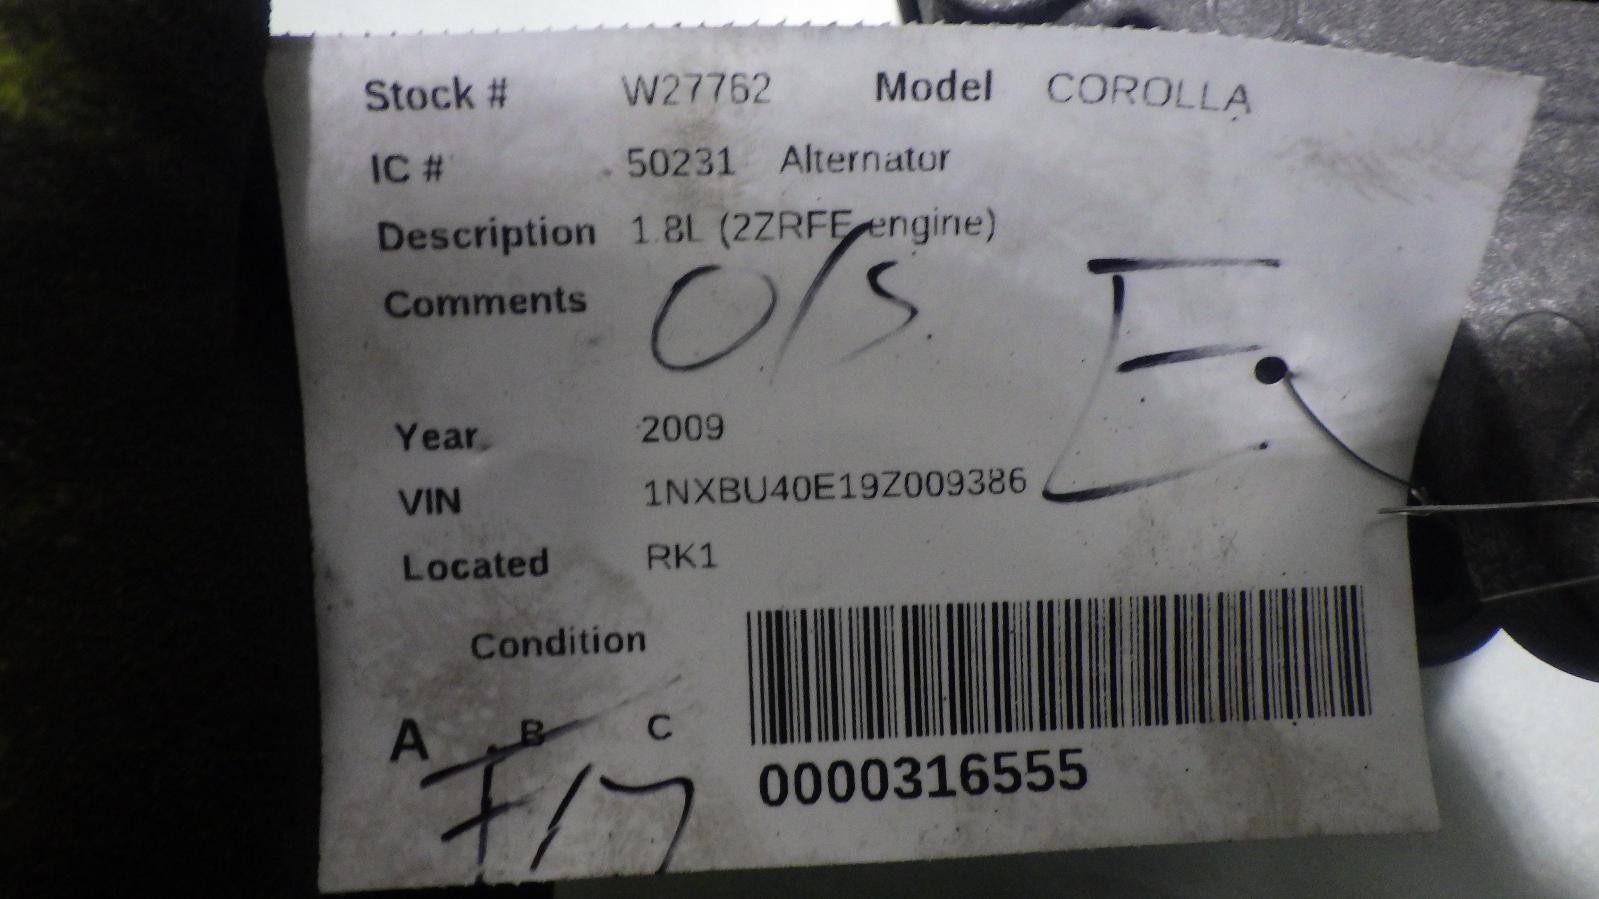 Stock # W27762 Model COROLLA
IC # 50231 Alternator
Description 1.8L (2ZRFE engine)
Comments O/S E
Year 2009
VIN 1NXBU40E19Z009386
Located RK1
Condition
A B C
0000316555